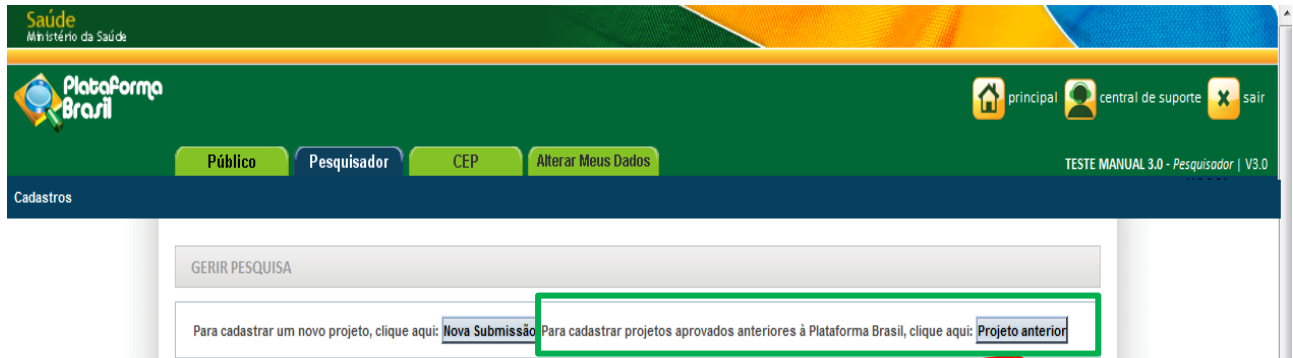 Saúde
Ministério da Saúde
Plataforma
Brasil
principal central de suporte sair
Público Pesquisador CEP Alterar Meus Dados
TESTE MANUAL 3.0 - Pesquisador | V3.0
Cadastros
GERIR PESQUISA
Para cadastrar um novo projeto, clique aqui: Nova Submissão Para cadastrar projetos aprovados anteriores à Plataforma Brasil, clique aqui: Projeto anterior